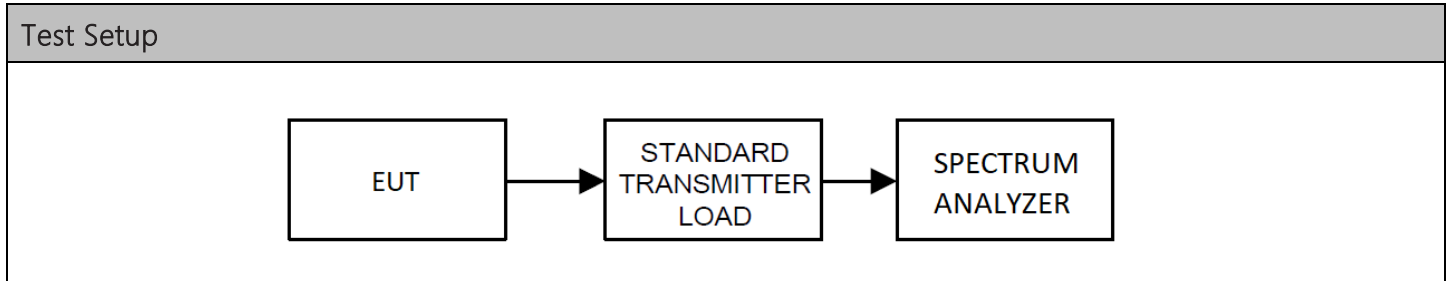 Test Setup
EUT
STANDARD
TRANSMITTER
LOAD
SPECTRUM
ANALYZER